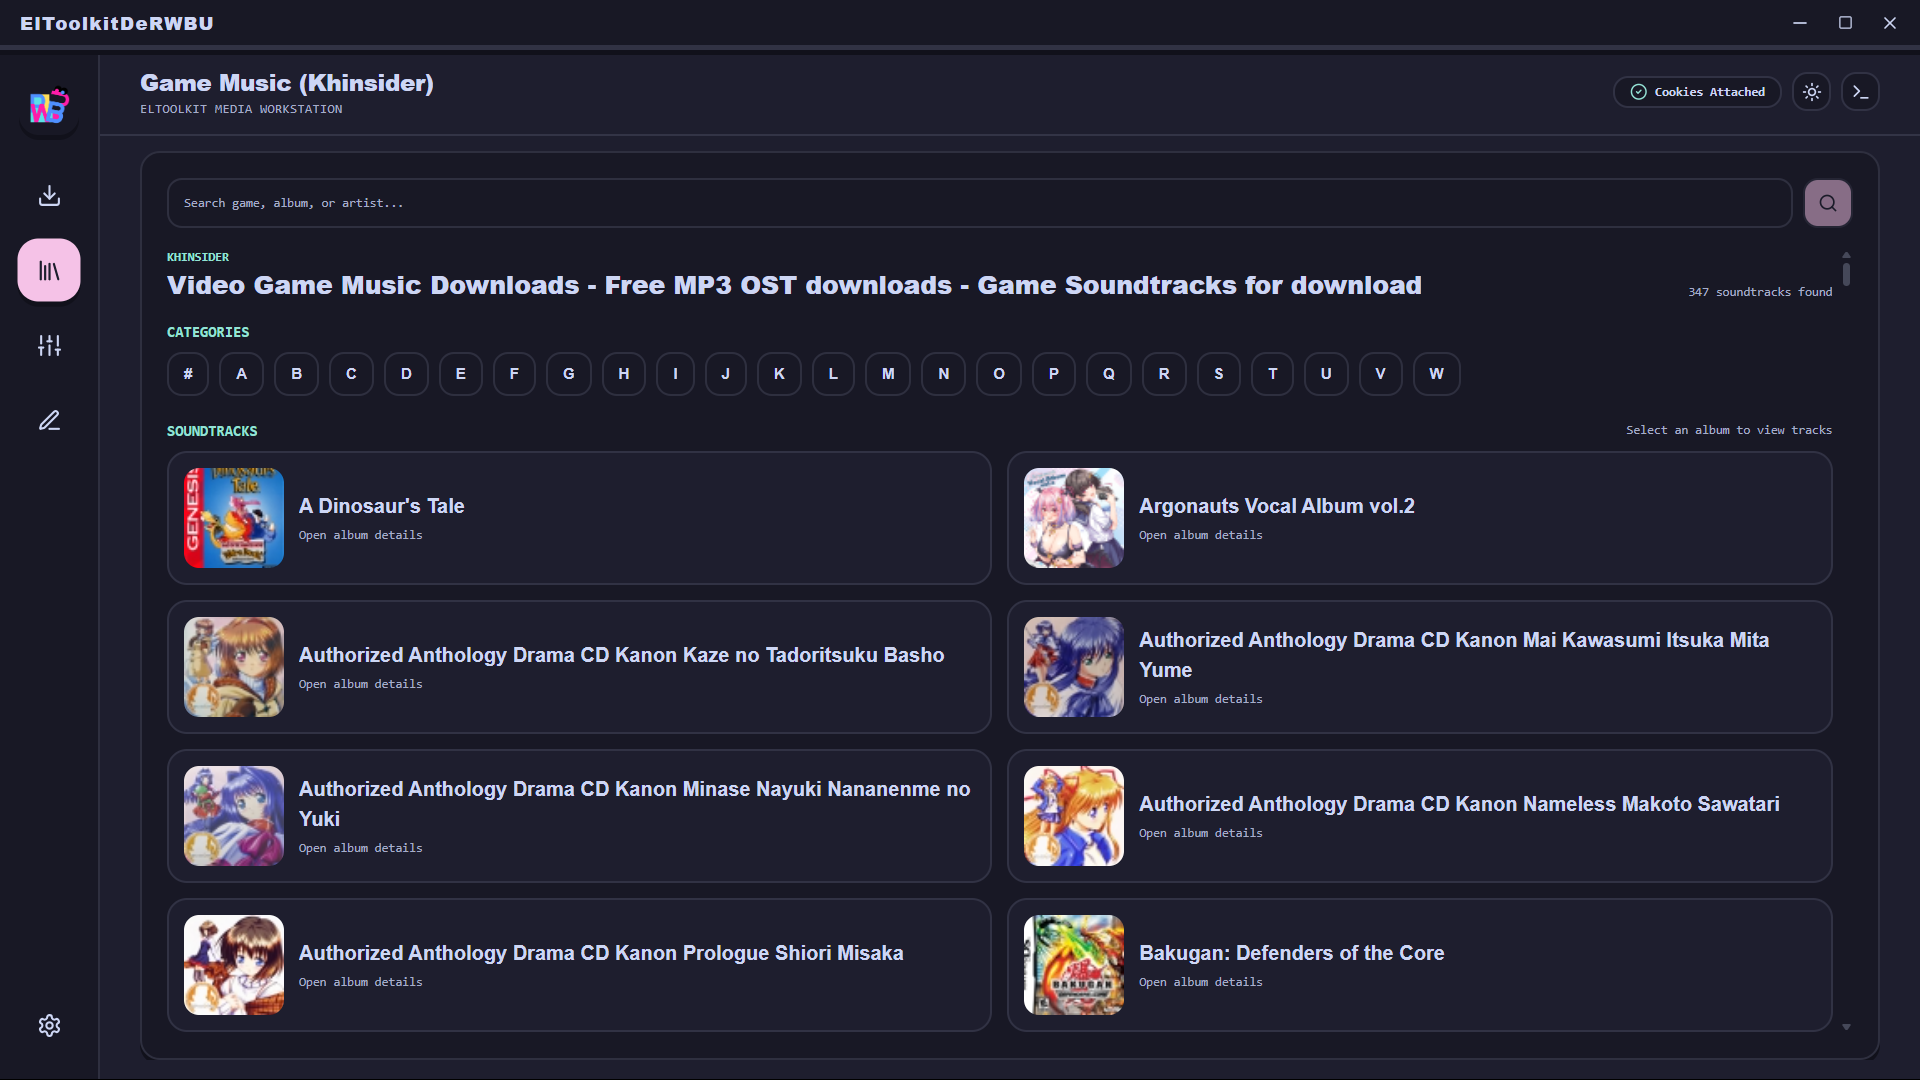 ElToolkitDeRWBU
Game Music (Khinsider)
ELTOOLKIT MEDIA WORKSTATION
Cookies Attached
Search game, album, or artist...
KHINSIDER
Video Game Music Downloads - Free MP3 OST downloads - Game Soundtracks for download
347 soundtracks found
CATEGORIES
# A B C D E F G H I J K L M N O P Q R S T U V W
SOUNDTRACKS
Select an album to view tracks
GENESIS
Tale
A Dinosaur's Tale
Open album details
Argonauts Vocal Album vol.2
Open album details
Authorized Anthology Drama CD Kanon Kaze no Tadoritsuku Basho
Open album details
Authorized Anthology Drama CD Kanon Mai Kawasumi Itsuka Mita
Yume
Open album details
Authorized Anthology Drama CD Kanon Minase Nayuki Nananenme no
Yuki
Open album details
Authorized Anthology Drama CD Kanon Nameless Makoto Sawatari
Open album details
Authorized Anthology Drama CD Kanon Prologue Shiori Misaka
Open album details
BAKUGAN
Bakugan: Defenders of the Core
Open album details